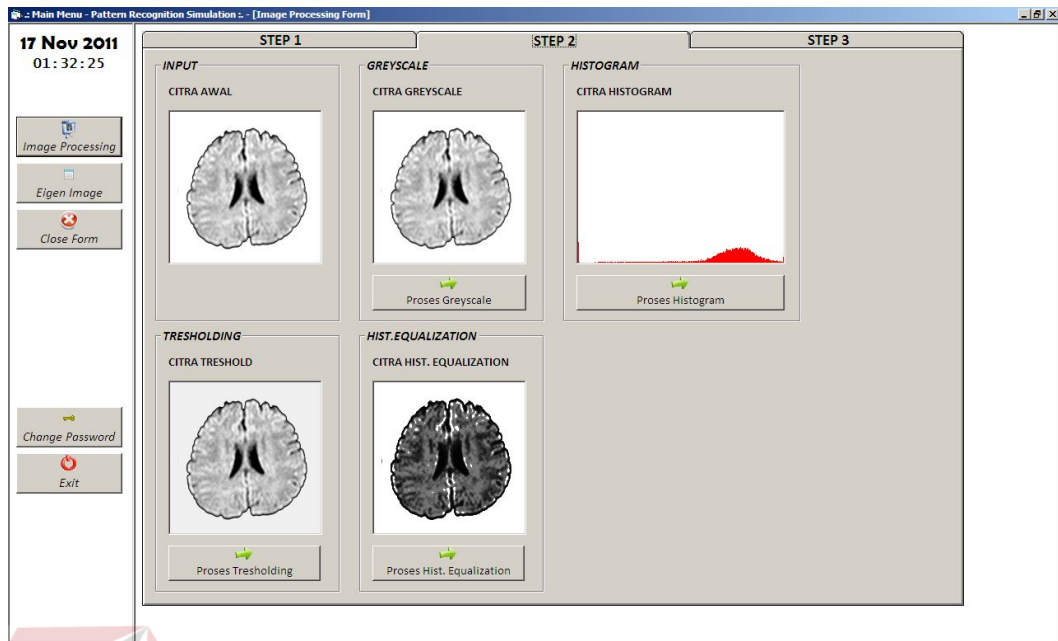 .: Main Menu - Pattern Recognition Simulation :. - [Image Processing Form]
17 Nov 2011
01:32:25
Image Processing
Eigen Image
Close Form
Change Password
Exit
STEP 1
STEP 2
STEP 3
INPUT
CITRA AWAL
GREYSCALE
CITRA GREYSCALE
Proses Greyscale
HISTOGRAM
CITRA HISTOGRAM
Proses Histogram
TRESHOLDING
CITRA TRESHOLD
Proses Tresholding
HIST.EQUALIZATION
CITRA HIST. EQUALIZATION
Proses Hist. Equalization